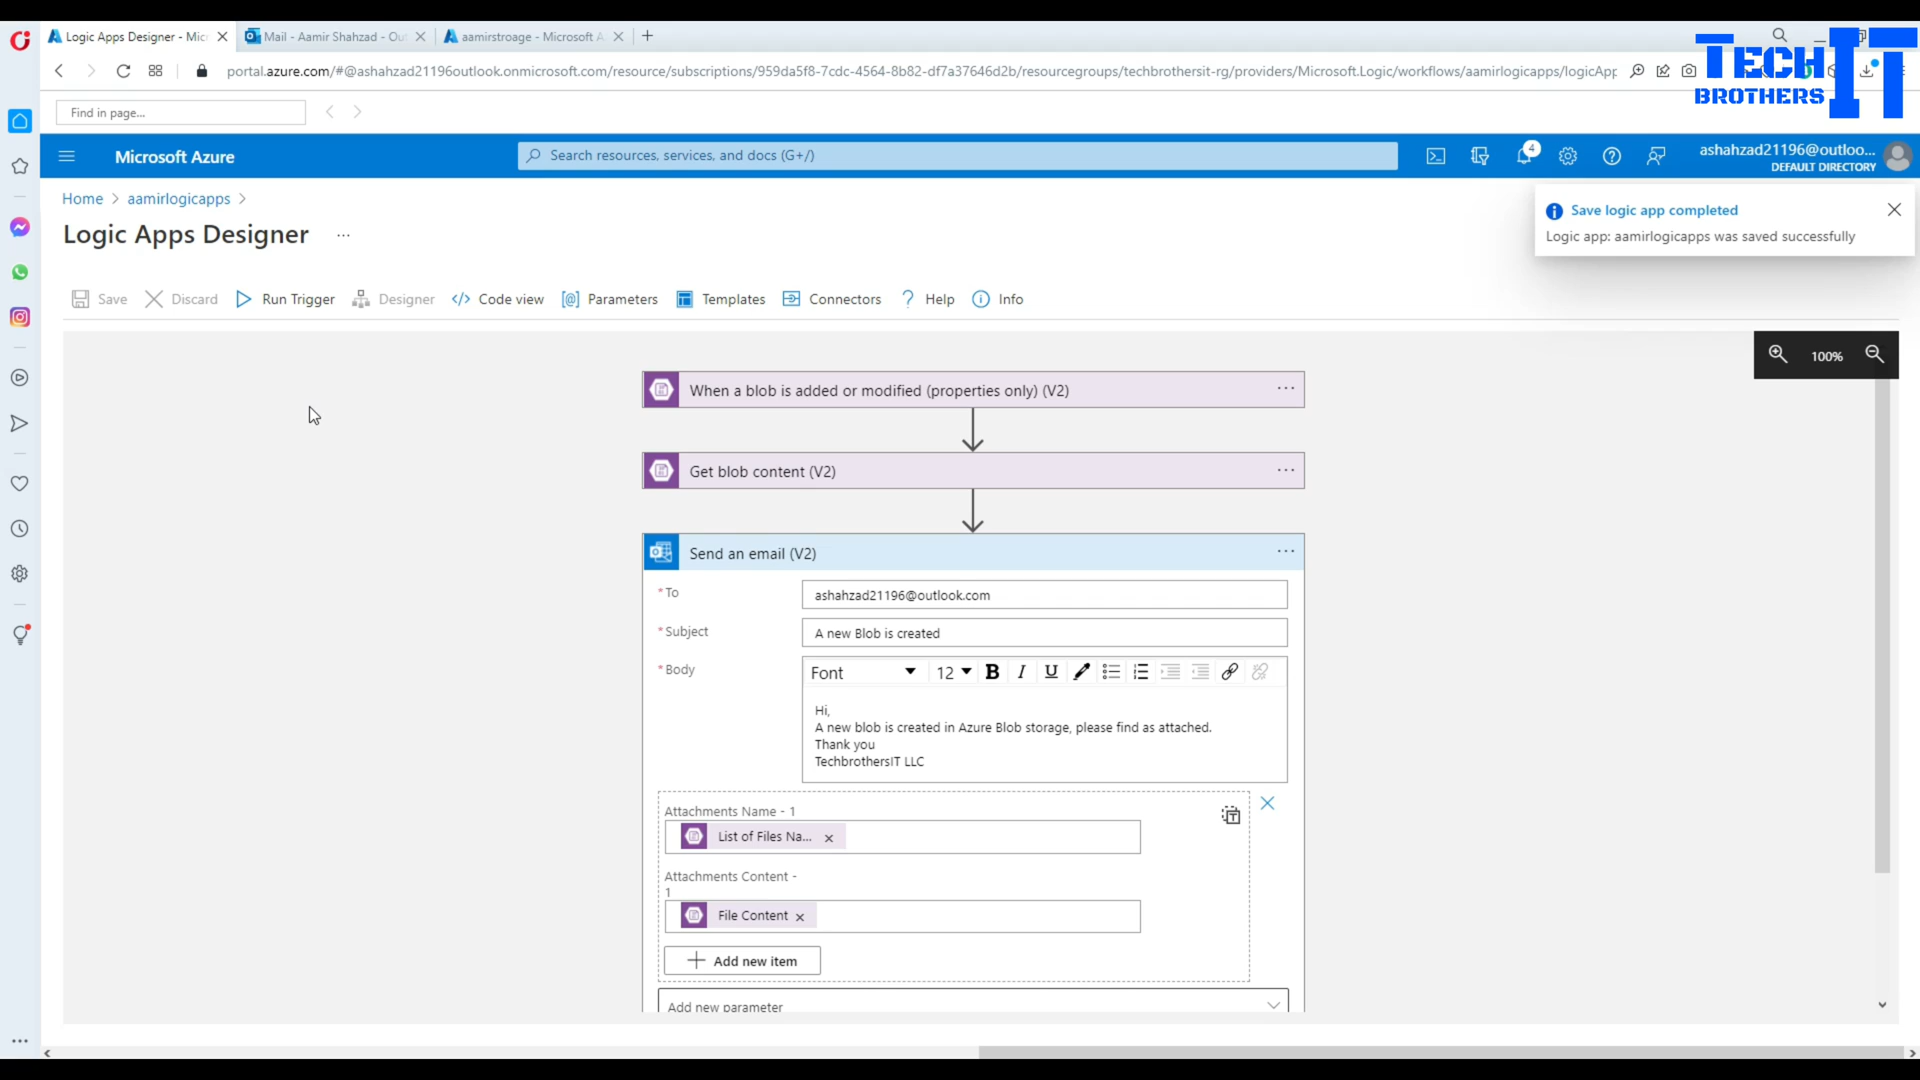 Logic Apps Designer - Mic
Mail - Aamir Shahzad - Ou
aamirstroage - Microsoft A
portal.azure.com/#@ashahzad21196outlook.onmicrosoft.com/resource/subscriptions/959da5f8-7cdc-4564-8b82-df7a37646d2b/resourcegroups/techbrothersit-rg/providers/Microsoft.Logic/workflows/aamirlogicapps/logicApp
TECH IT
BROTHERS
Find in page...
Microsoft Azure
Search resources, services, and docs (G+/)
4
ashahzad21196@outloo...
DEFAULT DIRECTORY
Home > aamirlogicapps >
Logic Apps Designer ...
Save logic app completed
Logic app: aamirlogicapps was saved successfully
Save Discard Run Trigger Designer Code view Parameters Templates Connectors ? Help Info
100%
When a blob is added or modified (properties only) (V2)
Get blob content (V2)
Send an email (V2)
* To
ashahzad21196@outlook.com
* Subject
A new Blob is created
* Body
Font 12 B I U
Hi,
A new blob is created in Azure Blob storage, please find as attached.
Thank you
TechbrothersIT LLC
Attachments Name - 1
List of Files Na... ×
Attachments Content -
1
File Content ×
Add new item
Add new parameter